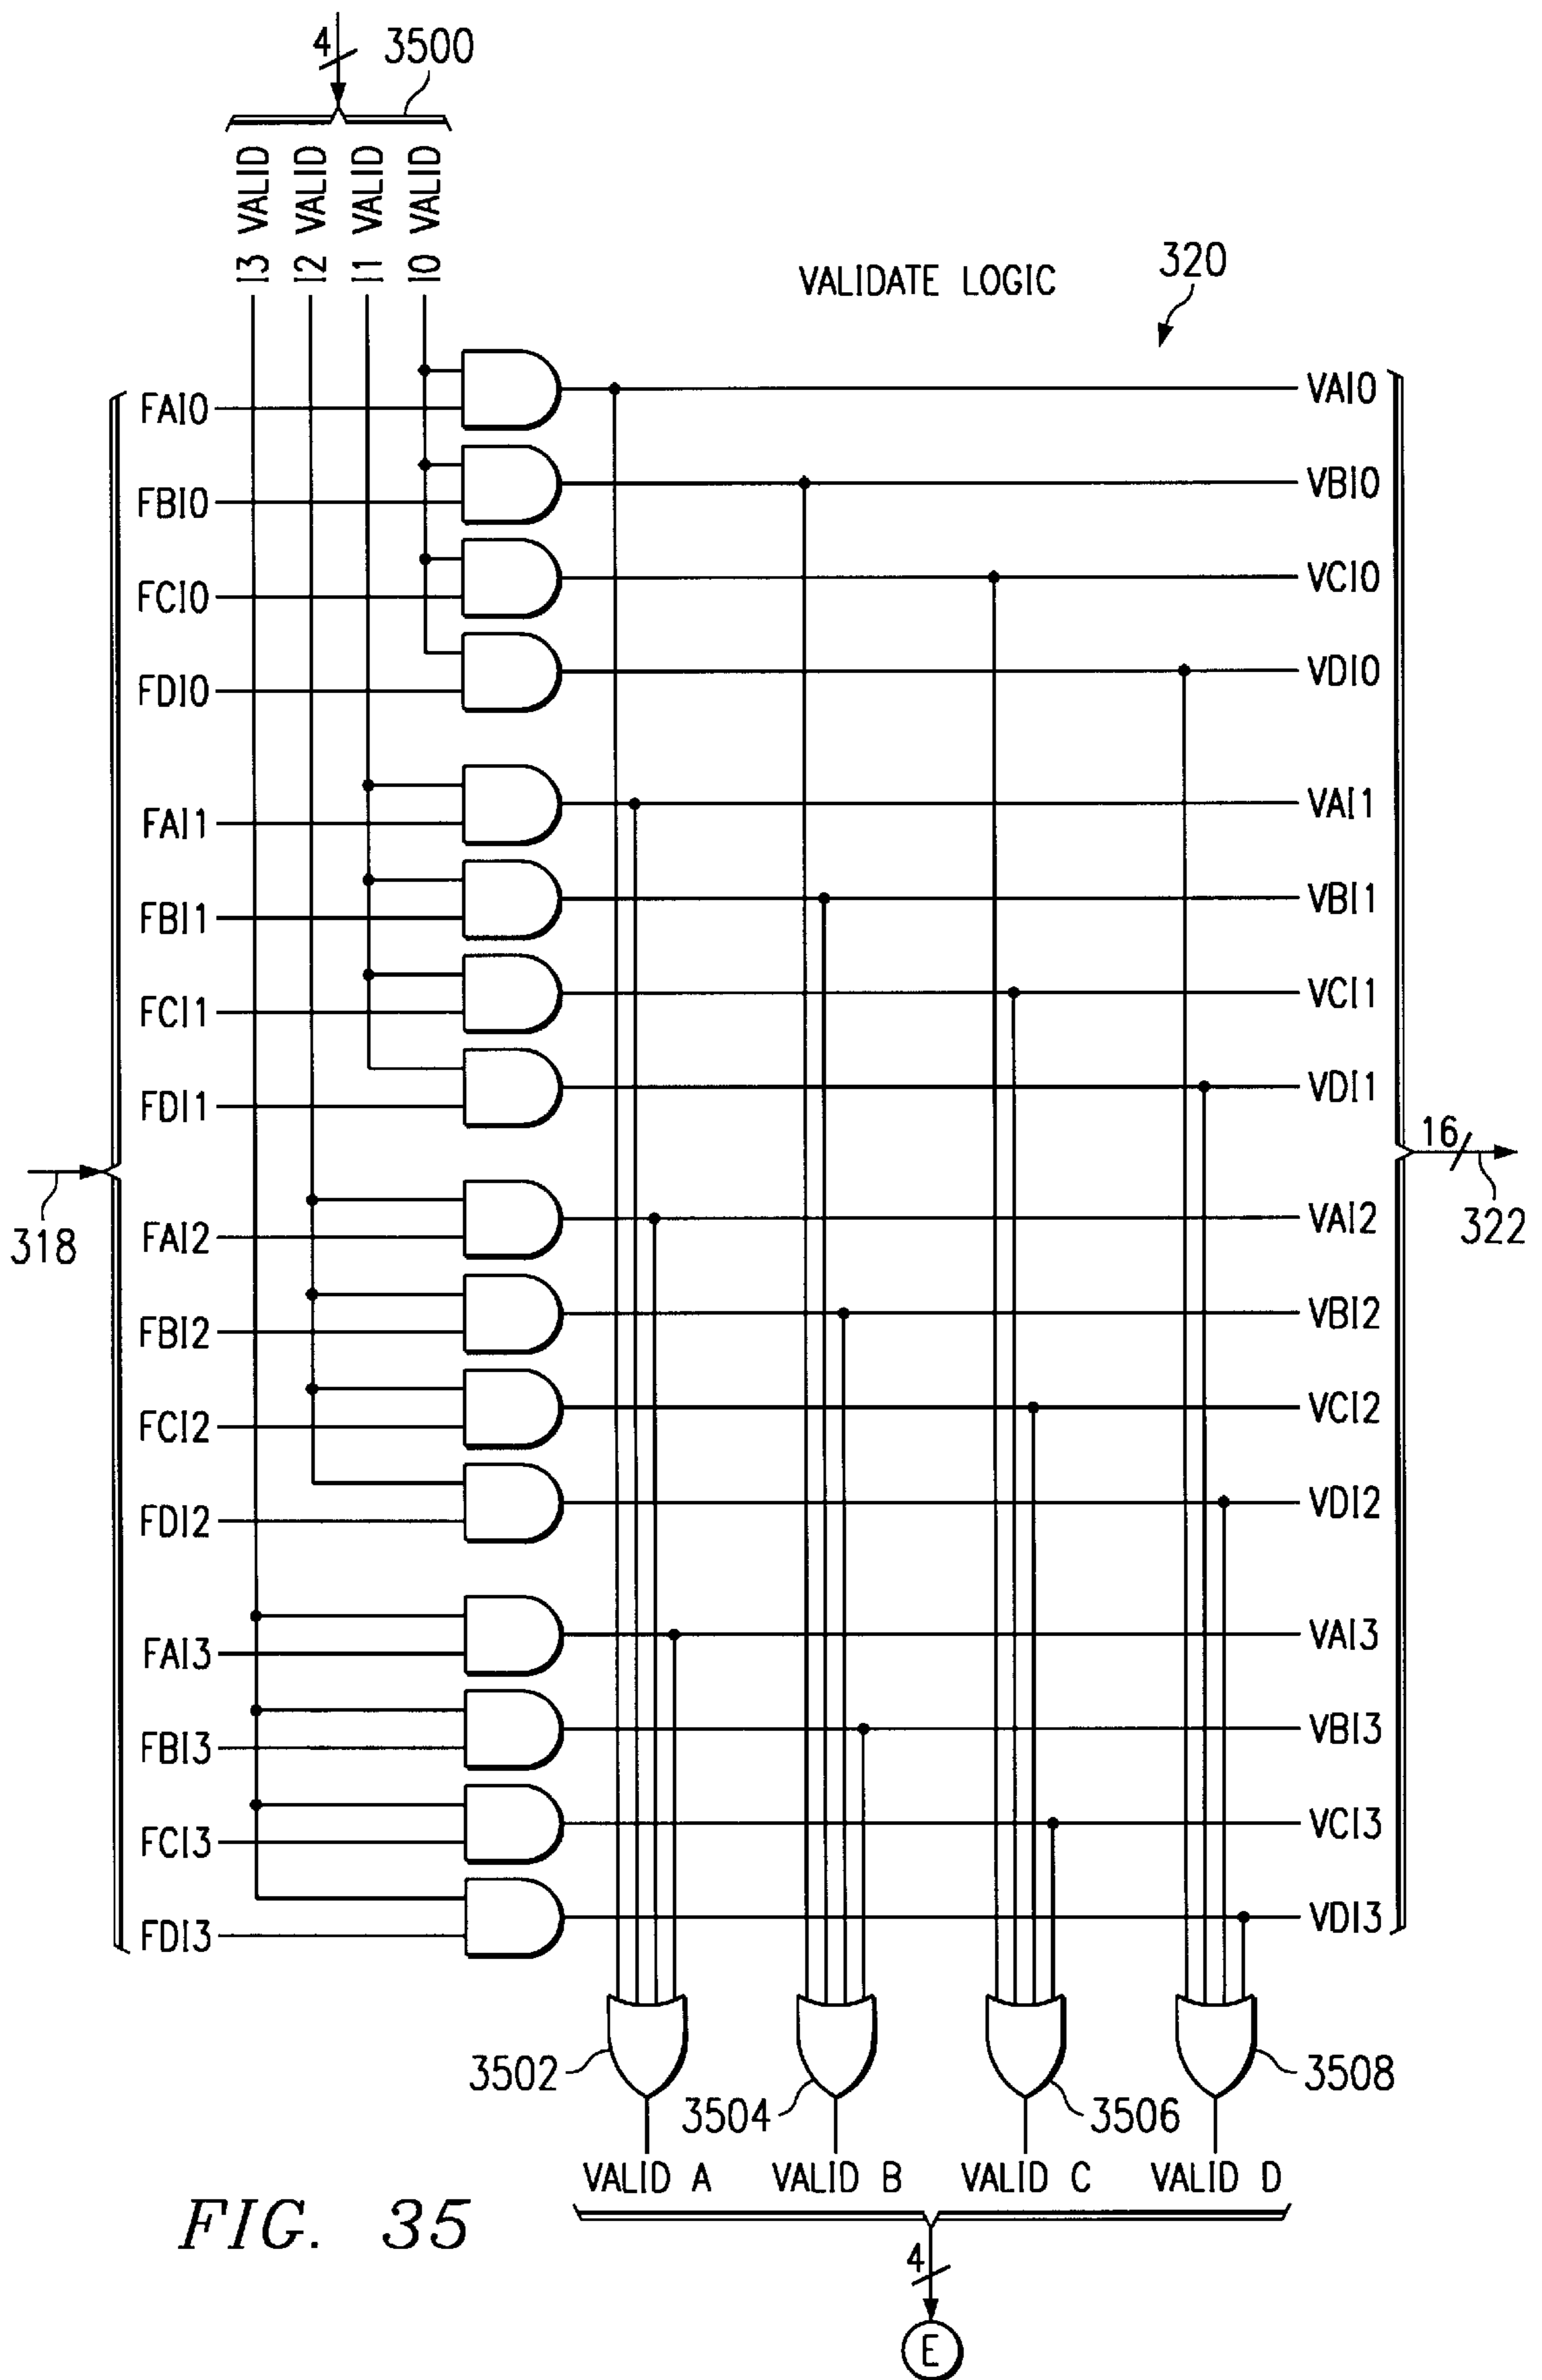 4
3500
I3 VALID
I2 VALID
I1 VALID
I0 VALID
VALIDATE LOGIC
320
FAI0
VAI0
FBI0
VBI0
FCI0
VCI0
FDI0
VDI0
FAI1
VAI1
FBI1
VBI1
FCI1
VCI1
FDI1
VDI1
16
318
322
FAI2
VAI2
FBI2
VBI2
FCI2
VCI2
FDI2
VDI2
FAI3
VAI3
FBI3
VBI3
FCI3
VCI3
FDI3
VDI3
3502
3504
3506
3508
VALID A
VALID B
VALID C
VALID D
FIG. 35
4
E